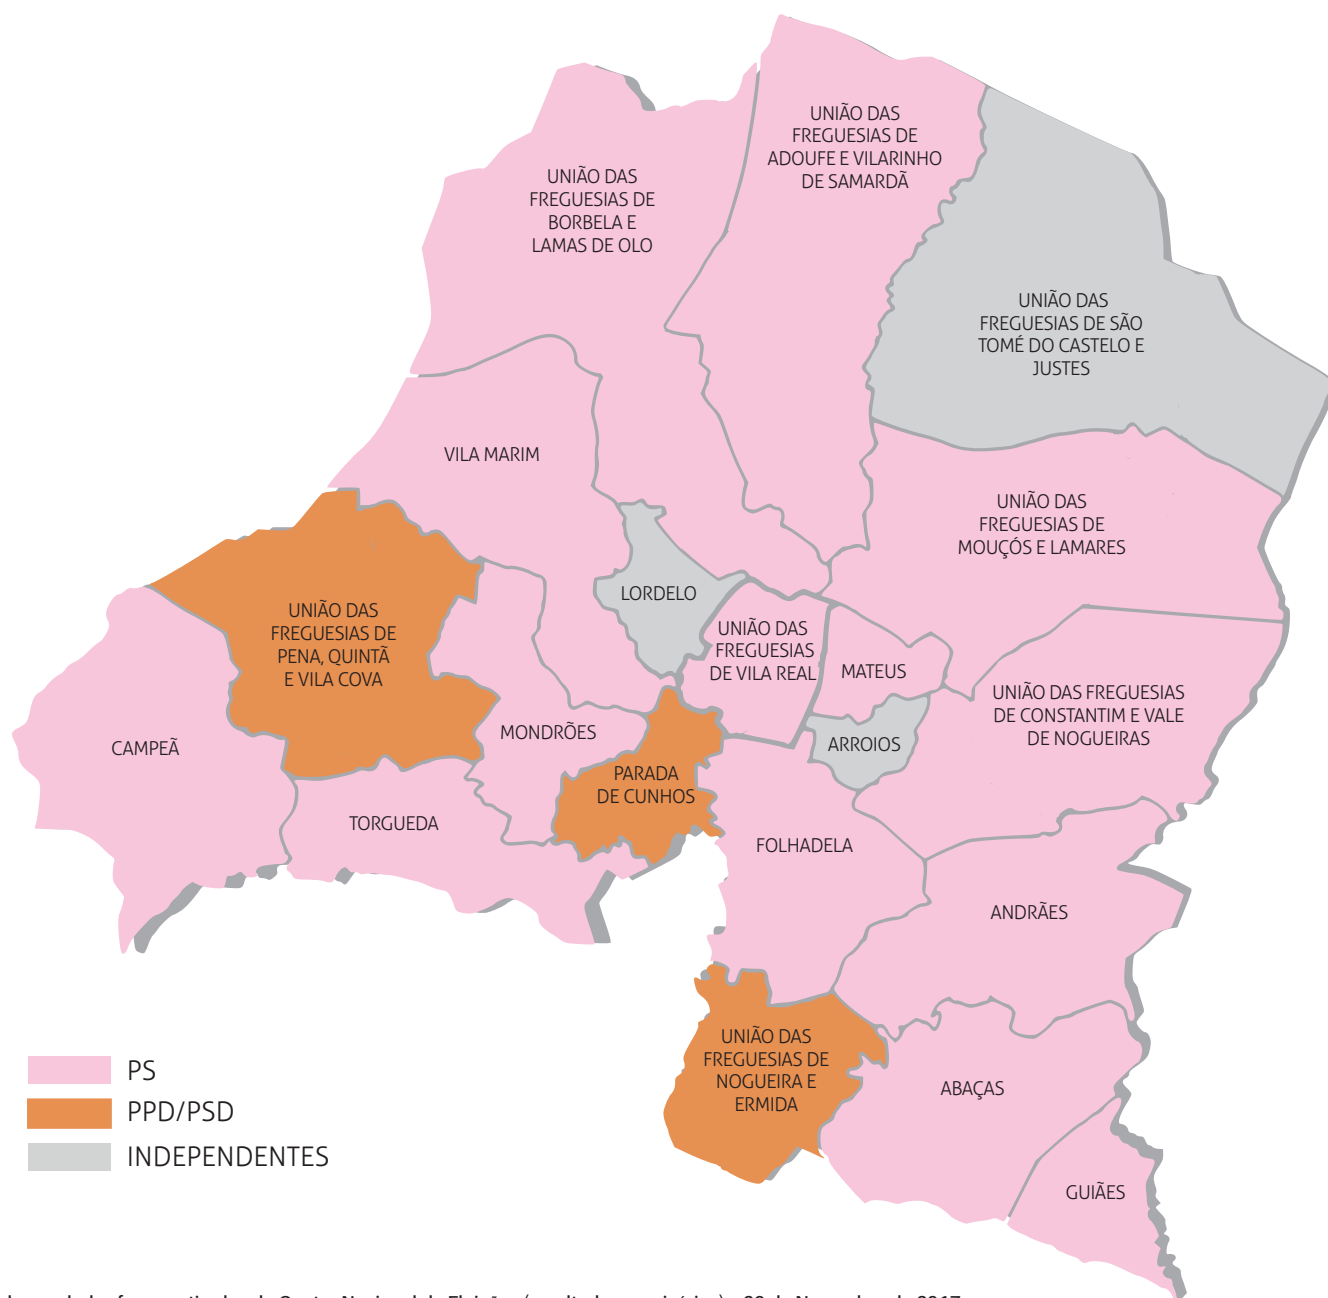 UNIÃO DAS
FREGUESIAS DE
ADOUFE E VILARINHO
DE SAMARDÃ
UNIÃO DAS
FREGUESIAS DE
BORBELA E
LAMAS DE OLO
UNIÃO DAS
FREGUESIAS DE SÃO
TOMÉ DO CASTELO E
JUSTES
VILA MARIM
UNIÃO DAS
FREGUESIAS DE
MOUÇÓS E LAMARES
LORDELO
UNIÃO DAS
FREGUESIAS DE
PENA, QUINTÃ
E VILA COVA
UNIÃO DAS
FREGUESIAS
DE VILA REAL
MATEUS
UNIÃO DAS FREGUESIAS
DE CONSTANTIM E VALE
DE NOGUEIRAS
CAMPEÃ
MONDRÕES
ARROIOS
PARADA
DE CUNHOS
TORGUEDA
FOLHADELA
ANDRÃES
UNIÃO DAS
FREGUESIAS DE
NOGUEIRA E
ERMIDA
ABAÇAS
GUIÃES
PS
PPD/PSD
INDEPENDENTES